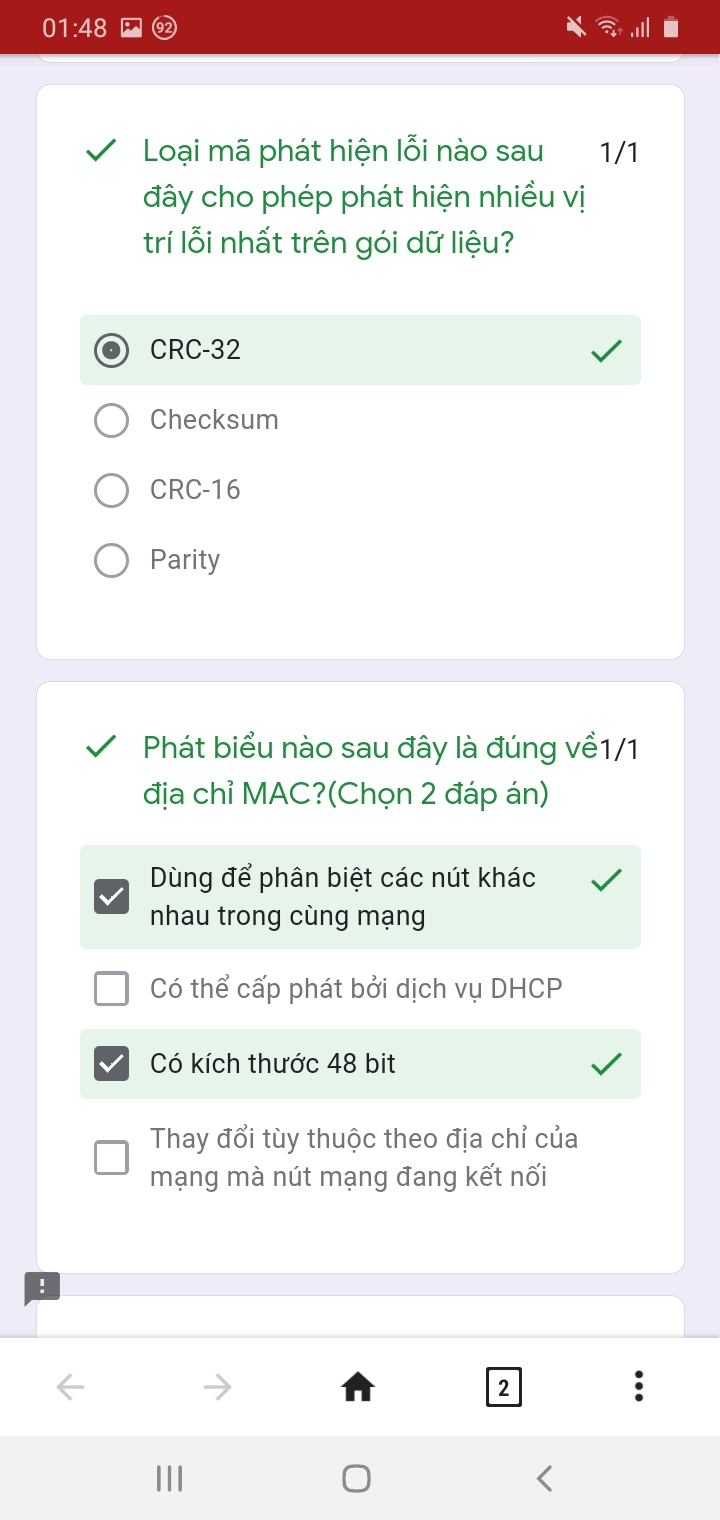 01:48 92
Loại mã phát hiện lỗi nào sau 1/1
đây cho phép phát hiện nhiều vị
trí lỗi nhất trên gói dữ liệu?
CRC-32
Checksum
CRC-16
Parity
Phát biểu nào sau đây là đúng về 1/1
địa chỉ MAC?(Chọn 2 đáp án)
Dùng để phân biệt các nút khác
nhau trong cùng mạng
Có thể cấp phát bởi dịch vụ DHCP
Có kích thước 48 bit
Thay đổi tùy thuộc theo địa chỉ của
mạng mà nút mạng đang kết nối
!
2